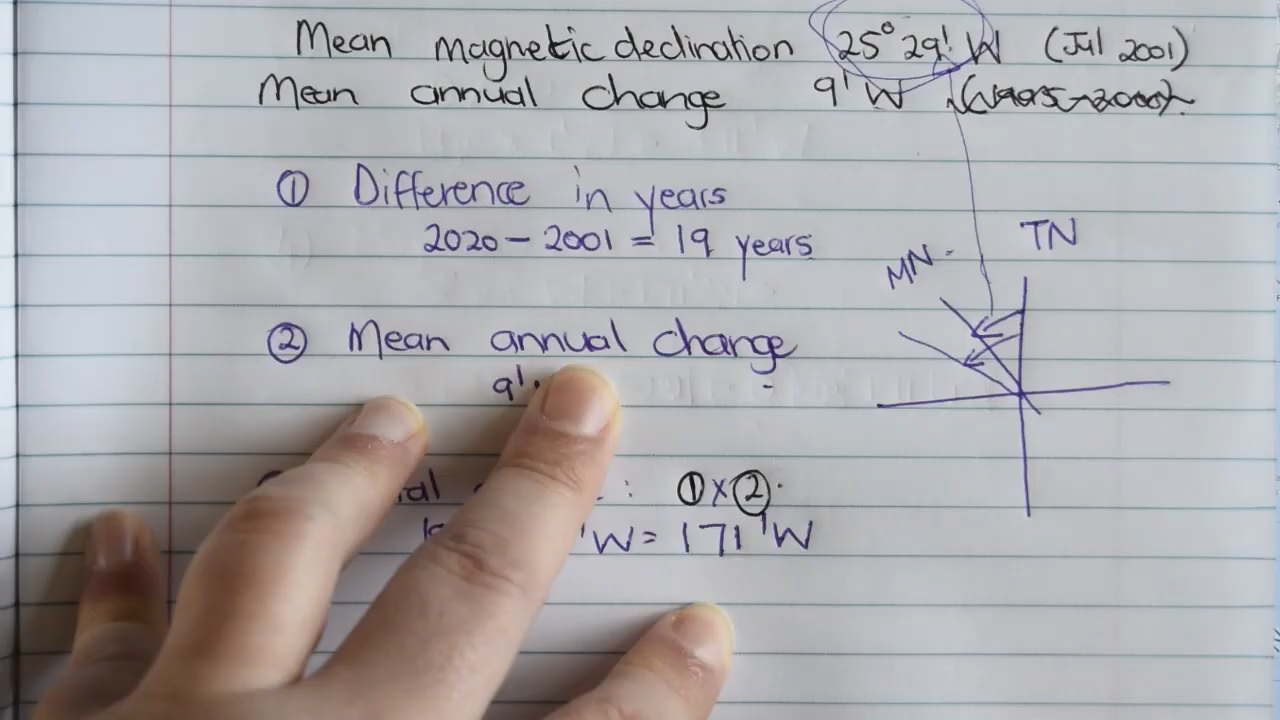 Mean magnetic declination 25° 29' W (Jul 2001)
Mean annual change 9' W
① Difference in years
2020 - 2001 = 19 years
TN
MN
② Mean annual change
9'
: ① x ②
'W = 171' W